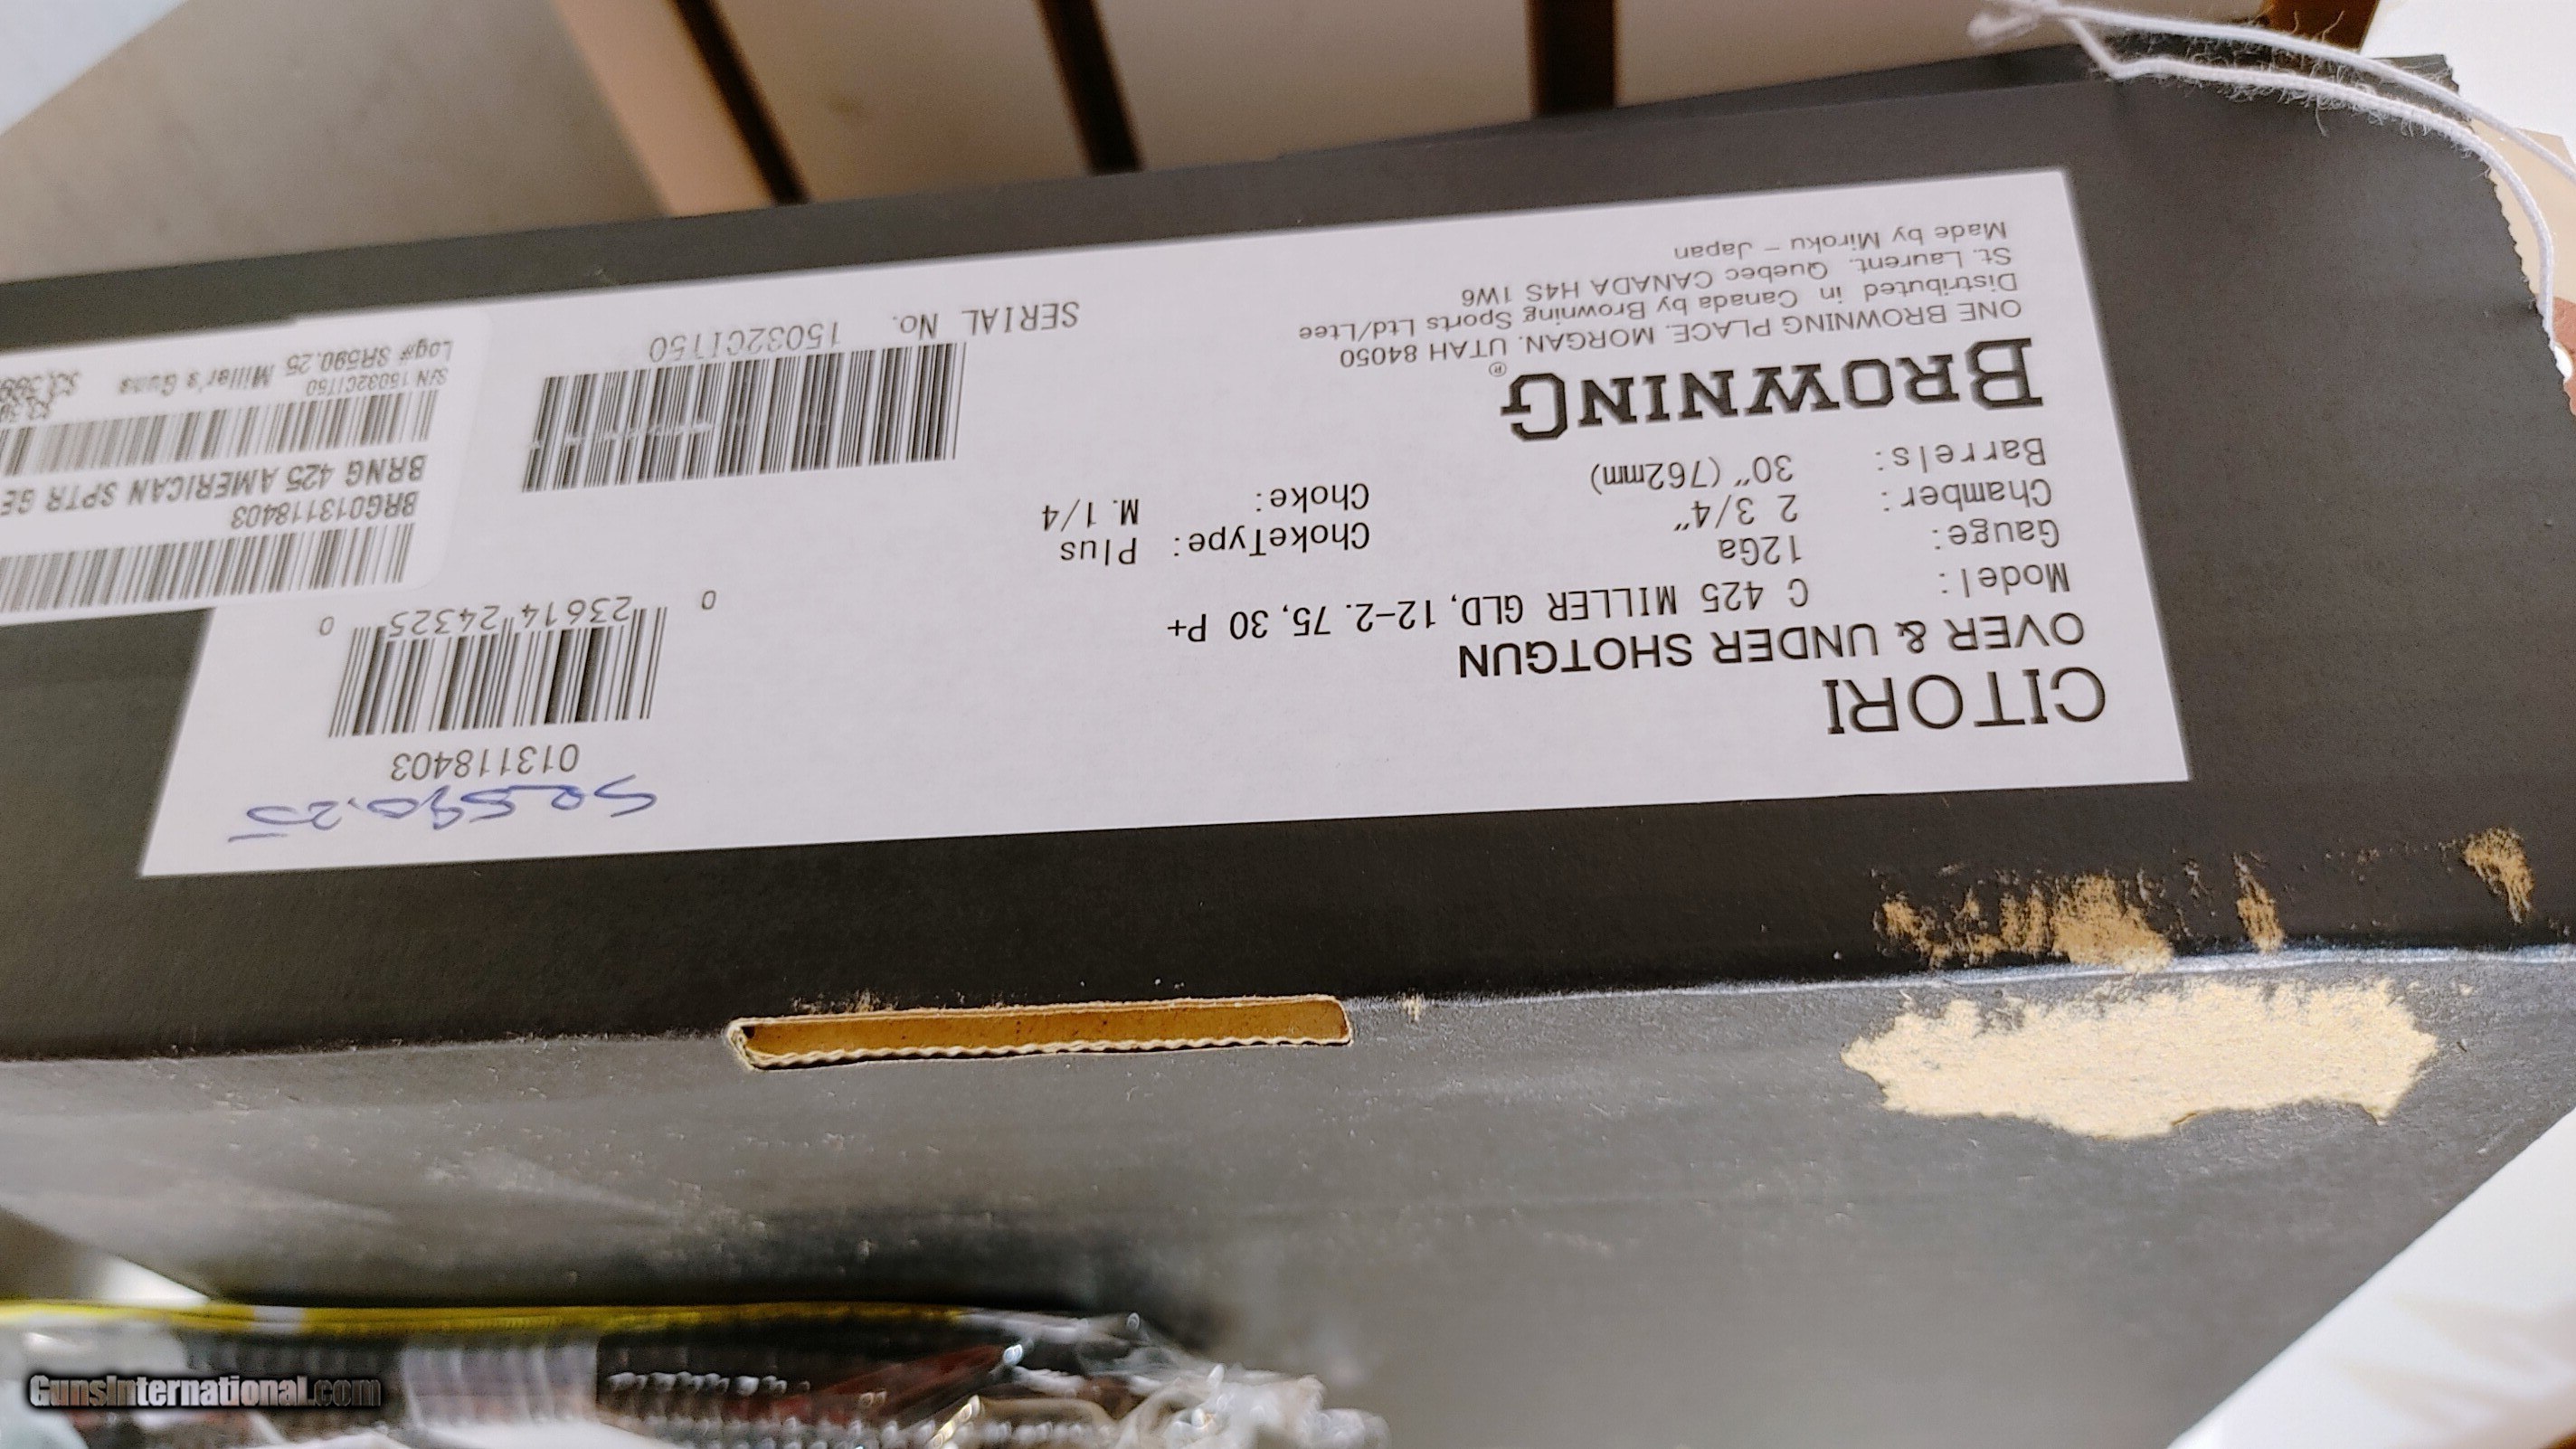 SR590.25
013118403
0 23614 24325 0
CITORI
OVER & UNDER SHOTGUN
Model: C 425 MILLER GLD, 12-2.75, 30 P+
Gauge: 12Ga ChokeType: Plus
Chamber: 2 3/4" Choke: M. 1/4
Barrels: 30" (762mm)
BROWNING®
ONE BROWNING PLACE. MORGAN. UTAH 84050
Distributed in Canada by Browning Sports Ltd/Ltee
St. Laurent. Quebec CANADA H4S 1W6
Made by Miroku - Japan
SERIAL No. 15032CI150
BRG013118403
BRNG 425 AMERICAN SPTR GE
S/N 15032CI150
Log# SR590.25 Miller's Guns
GunsInternational.com